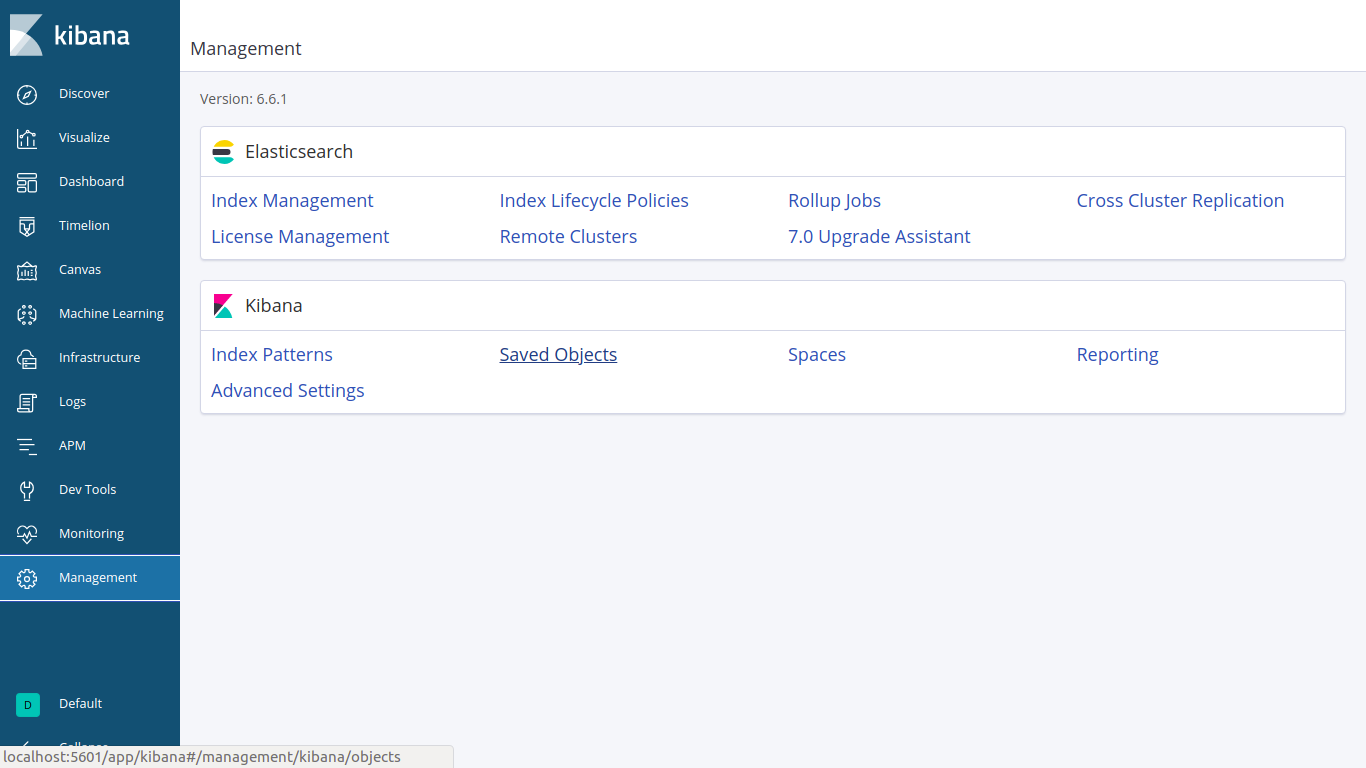 kibana
Discover
Visualize
Dashboard
Timelion
Canvas
Machine Learning
Infrastructure
Logs
APM
Dev Tools
Monitoring
Management
D Default
localhost:5601/app/kibana#/management/kibana/objects
Management
Version: 6.6.1
Elasticsearch
Index Management Index Lifecycle Policies Rollup Jobs Cross Cluster Replication
License Management Remote Clusters 7.0 Upgrade Assistant
Kibana
Index Patterns Saved Objects Spaces Reporting
Advanced Settings